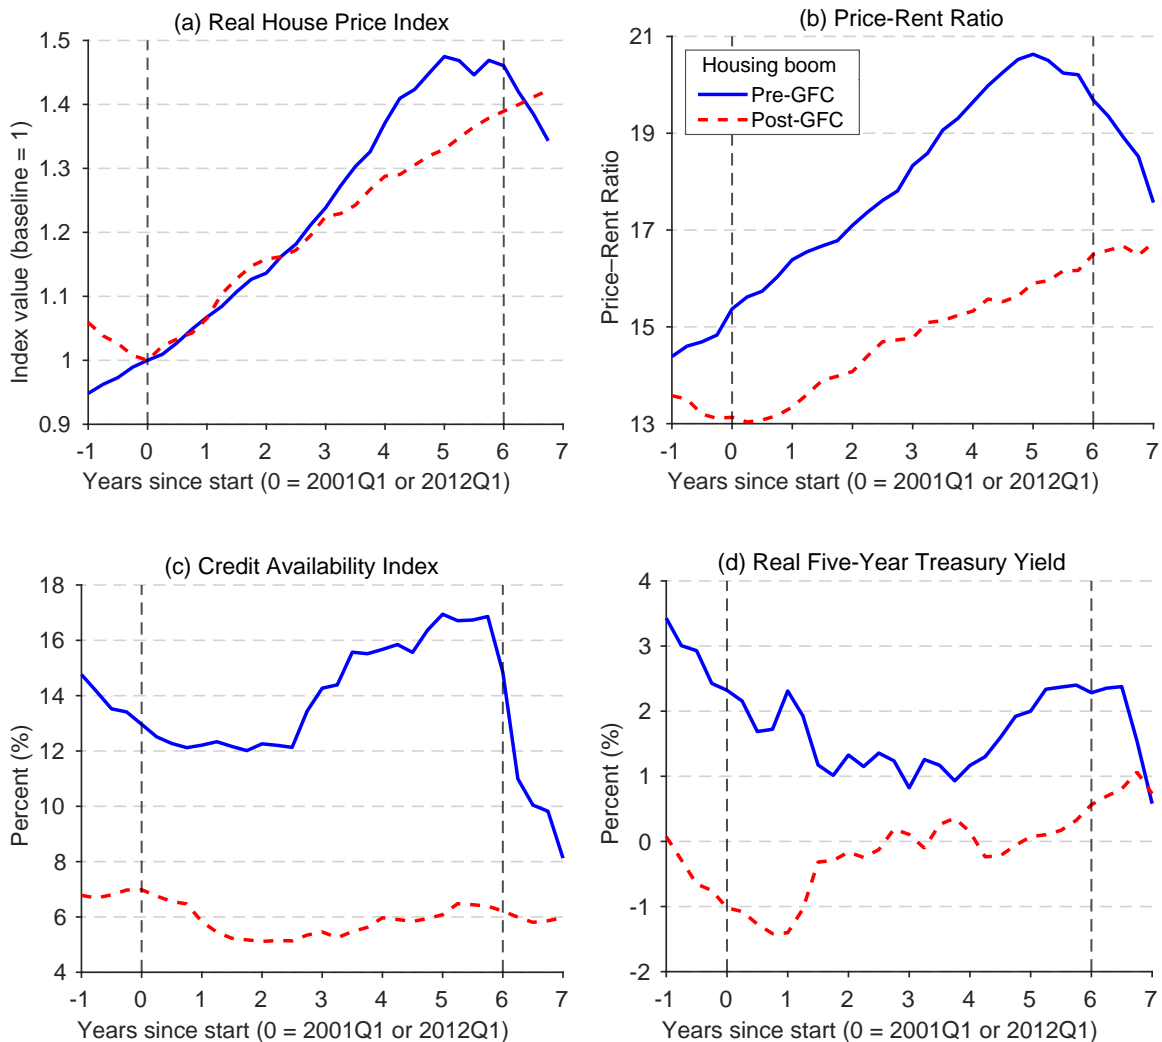 (a) Real House Price Index
1.5
1.4
1.3
1.2
1.1
1
0.9
Index value (baseline = 1)
-1 0 1 2 3 4 5 6 7
Years since start (0 = 2001Q1 or 2012Q1)
(b) Price-Rent Ratio
21
19
17
15
13
Price–Rent Ratio
Housing boom
Pre-GFC
Post-GFC
-1 0 1 2 3 4 5 6 7
Years since start (0 = 2001Q1 or 2012Q1)
(c) Credit Availability Index
18
16
14
12
10
8
6
4
Percent (%)
-1 0 1 2 3 4 5 6 7
Years since start (0 = 2001Q1 or 2012Q1)
(d) Real Five-Year Treasury Yield
4
3
2
1
0
-1
-2
Percent (%)
-1 0 1 2 3 4 5 6 7
Years since start (0 = 2001Q1 or 2012Q1)